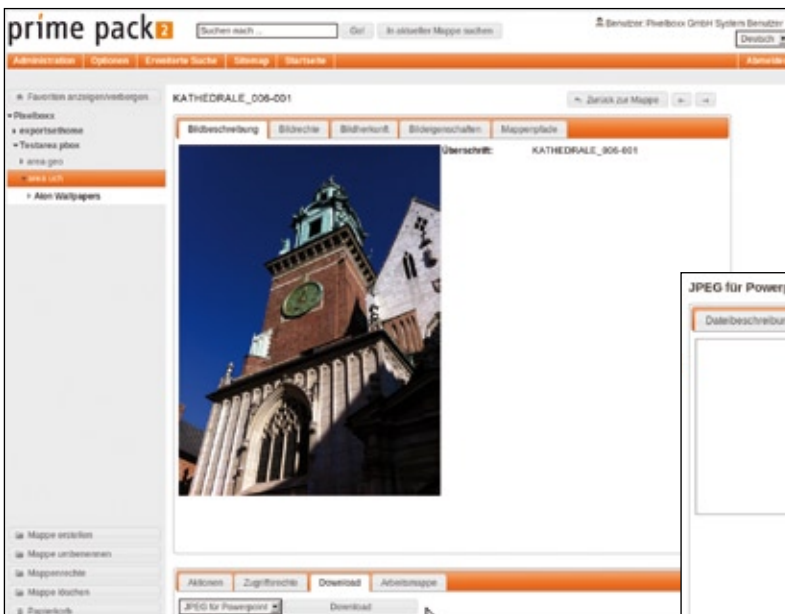 prime pack 2
Suchen nach ...
Go!
In aktueller Mappe suchen
Benutzer: Pixelboxx GmbH System Benutzer
Deutsch
Administration
Optionen
Erweiterte Suche
Sitemap
Startseite
Abmelden
Favoriten anzeigen/verbergen
Pixelboxx
exportsethome
Testarea pbox
area geo
area uch
Alen Wallpapers
KATHEDRALE_006-001
Zurück zur Mappe
Bildbeschreibung
Bildrechte
Bildherkunft
Bildeigenschaften
Mappenpfade
Überschrift: KATHEDRALE_006-001
JPEG für Powerp
Dateibeschreibun
Mappe erstellen
Mappe umbenennen
Mappenrechte
Mappe löschen
Papierkorb
Aktionen
Zugriffsrechte
Download
Arbeitsmappe
JPEG für Powerpoint
Download